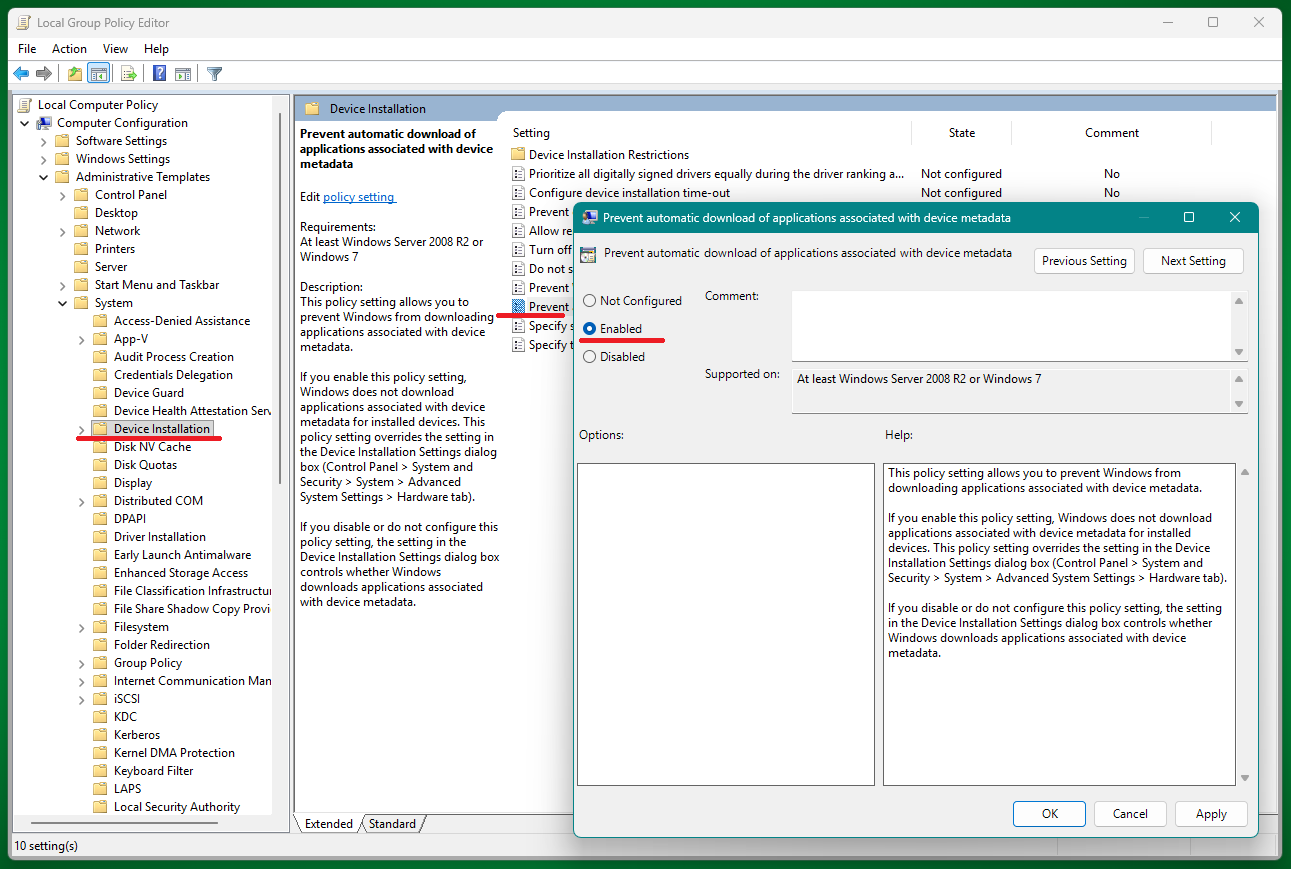 Local Group Policy Editor
File Action View Help
Local Computer Policy
Computer Configuration
Software Settings
Windows Settings
Administrative Templates
Control Panel
Desktop
Network
Printers
Server
Start Menu and Taskbar
System
Access-Denied Assistance
App-V
Audit Process Creation
Credentials Delegation
Device Guard
Device Health Attestation Serv
Device Installation
Disk NV Cache
Disk Quotas
Display
Distributed COM
DPAPI
Driver Installation
Early Launch Antimalware
Enhanced Storage Access
File Classification Infrastructur
File Share Shadow Copy Provi
Filesystem
Folder Redirection
Group Policy
Internet Communication Man
iSCSI
KDC
Kerberos
Kernel DMA Protection
Keyboard Filter
LAPS
Local Security Authority
Device Installation
Prevent automatic download of
applications associated with device
metadata
Edit policy setting
Requirements:
At least Windows Server 2008 R2 or
Windows 7
Description:
This policy setting allows you to
prevent Windows from downloading
applications associated with device
metadata.
If you enable this policy setting,
Windows does not download
applications associated with device
metadata for installed devices. This
policy setting overrides the setting in
the Device Installation Settings dialog
box (Control Panel > System and
Security > System > Advanced
System Settings > Hardware tab).
If you disable or do not configure this
policy setting, the setting in the
Device Installation Settings dialog box
controls whether Windows
downloads applications associated
with device metadata.
Setting State Comment
Device Installation Restrictions
Prioritize all digitally signed drivers equally during the driver ranking a... Not configured No
Configure device installation time-out Not configured No
Prevent
Allow re
Turn off
Do not s
Prevent
Prevent
Specify s
Specify t
Extended Standard
10 setting(s)
Prevent automatic download of applications associated with device metadata
Prevent automatic download of applications associated with device metadata
Previous Setting Next Setting
Not Configured
Enabled
Disabled
Comment:
Supported on:
At least Windows Server 2008 R2 or Windows 7
Options:
Help:
This policy setting allows you to prevent Windows from
downloading applications associated with device metadata.
If you enable this policy setting, Windows does not download
applications associated with device metadata for installed
devices. This policy setting overrides the setting in the Device
Installation Settings dialog box (Control Panel > System and
Security > System > Advanced System Settings > Hardware tab).
If you disable or do not configure this policy setting, the setting
in the Device Installation Settings dialog box controls whether
Windows downloads applications associated with device
metadata.
OK Cancel Apply